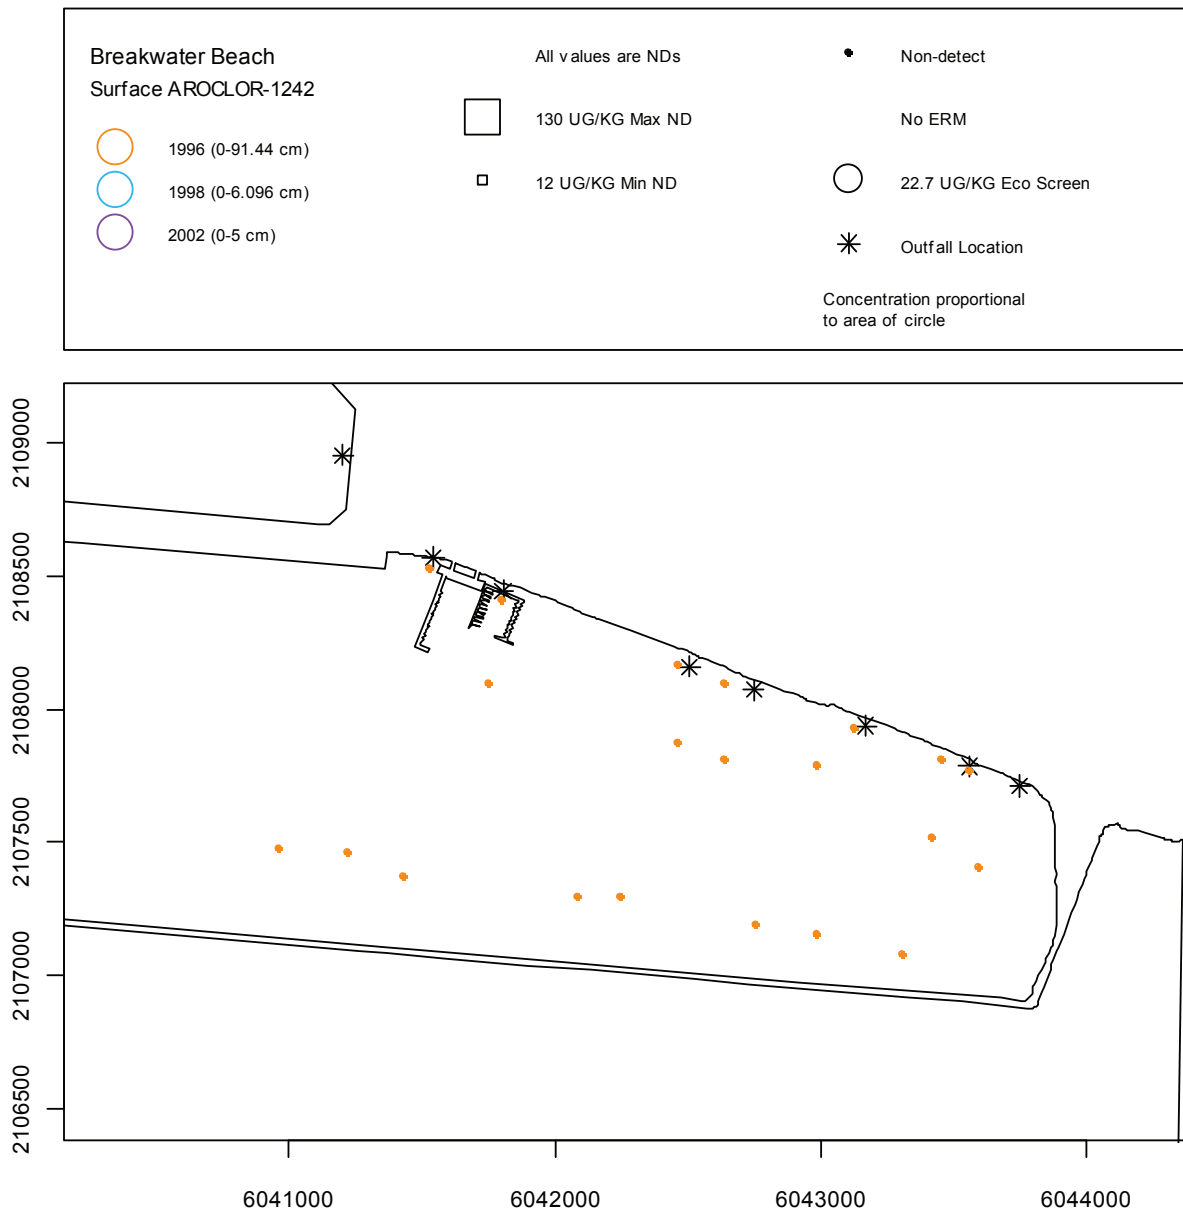 Breakwater Beach
Surface AROCLOR-1242
1996 (0-91.44 cm)
1998 (0-6.096 cm)
2002 (0-5 cm)
All values are NDs
130 UG/KG Max ND
12 UG/KG Min ND
Non-detect
No ERM
22.7 UG/KG Eco Screen
Outfall Location
Concentration proportional
to area of circle
2109000
2108500
2108000
2107500
2107000
2106500
6041000
6042000
6043000
6044000